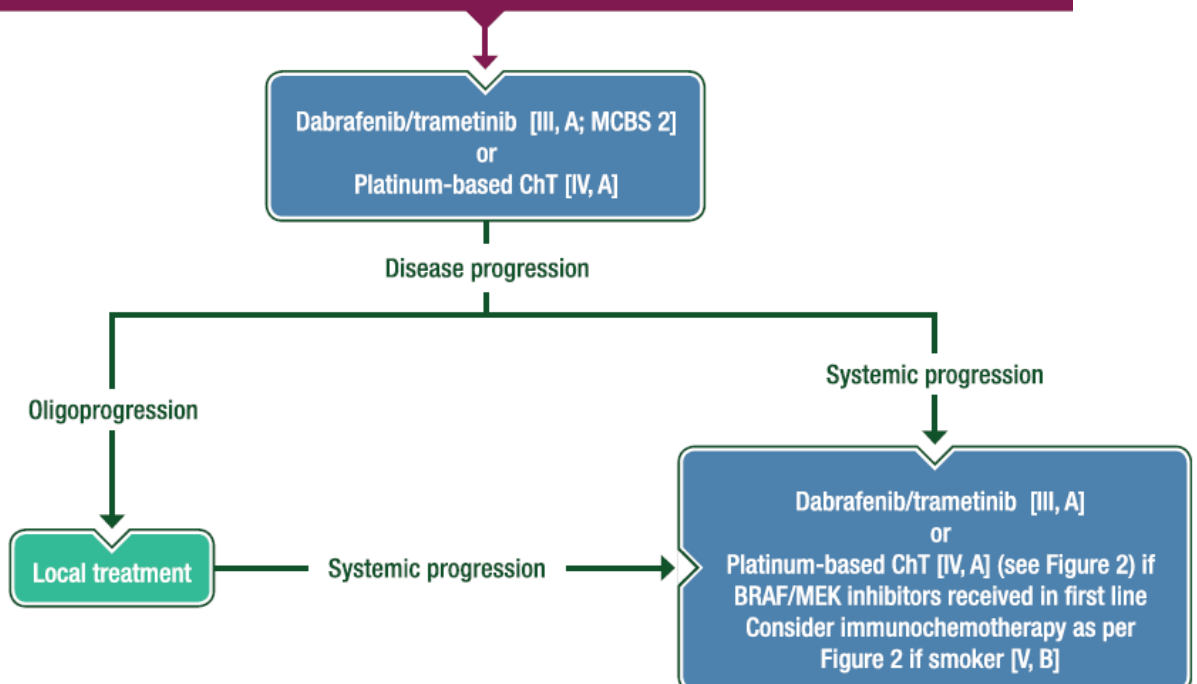 Dabrafenib/trametinib [III, A; MCBS 2]
or
Platinum-based ChT [IV, A]
Disease progression
Oligoprogression
Systemic progression
Local treatment
Systemic progression
Dabrafenib/trametinib [III, A]
or
Platinum-based ChT [IV, A] (see Figure 2) if
BRAF/MEK inhibitors received in first line
Consider immunochemotherapy as per
Figure 2 if smoker [V, B]